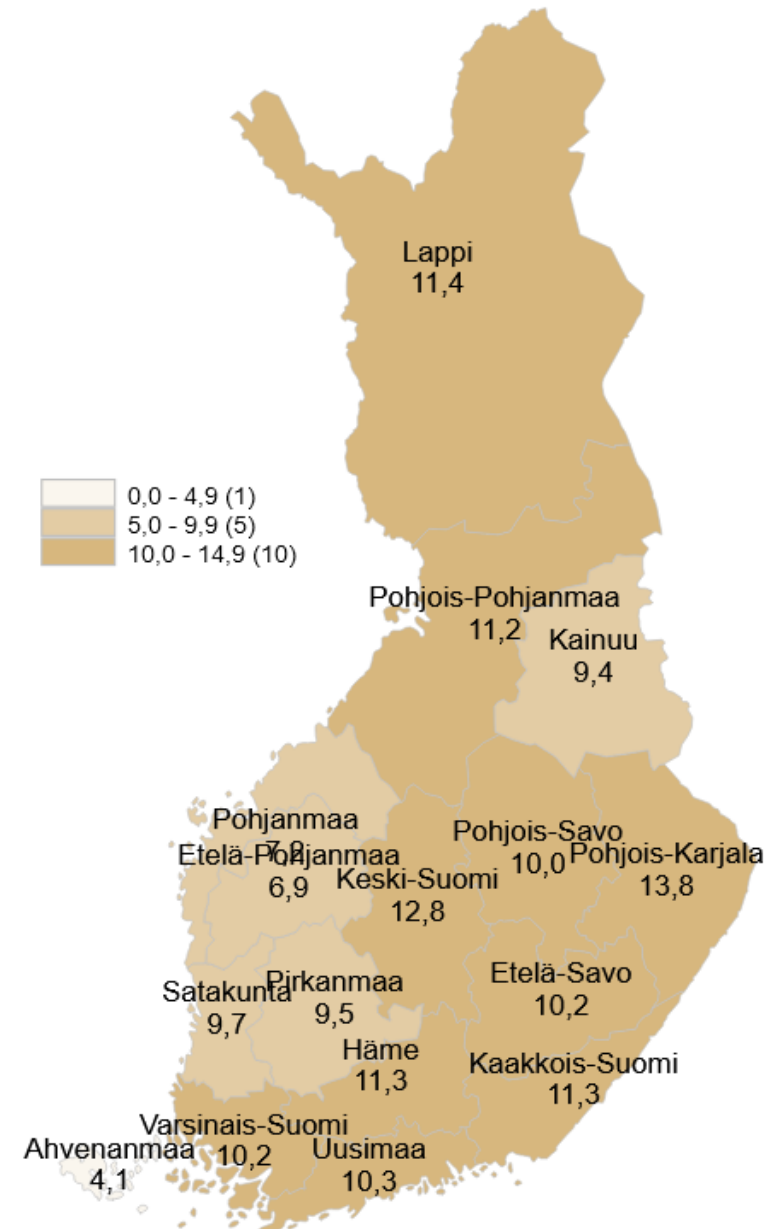 Lappi
11,4
0,0 - 4,9 (1)
5,0 - 9,9 (5)
10,0 - 14,9 (10)
Pohjois-Pohjanmaa
11,2
Kainuu
9,4
Pohjanmaa
7,2
Etelä-Pohjanmaa
6,9
Keski-Suomi
12,8
Pohjois-Savo
10,0
Pohjois-Karjala
13,8
Satakunta
9,7
Pirkanmaa
9,5
Etelä-Savo
10,2
Häme
11,3
Kaakkois-Suomi
11,3
Varsinais-Suomi
10,2
Ahvenanmaa
4,1
Uusimaa
10,3